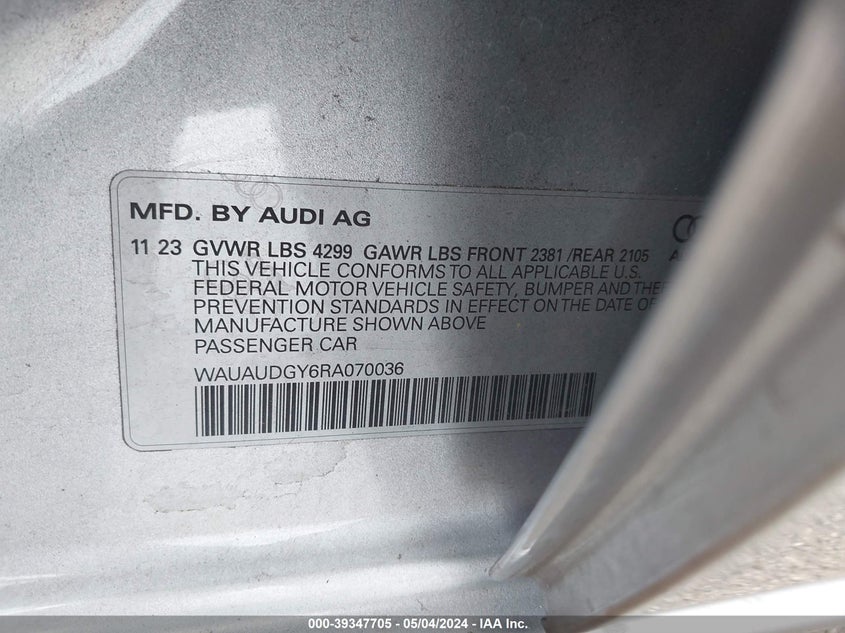 MFD. BY AUDI AG
11 23 GVWR LBS 4299 GAWR LBS FRONT 2381 /REAR 2105
THIS VEHICLE CONFORMS TO ALL APPLICABLE U.S.
FEDERAL MOTOR VEHICLE SAFETY, BUMPER AND
PREVENTION STANDARDS IN EFFECT ON THE DATE OF
MANUFACTURE SHOWN ABOVE
PASSENGER CAR
WAUAUDGY6RA070036
000-39347705 - 05/04/2024 - IAA Inc.